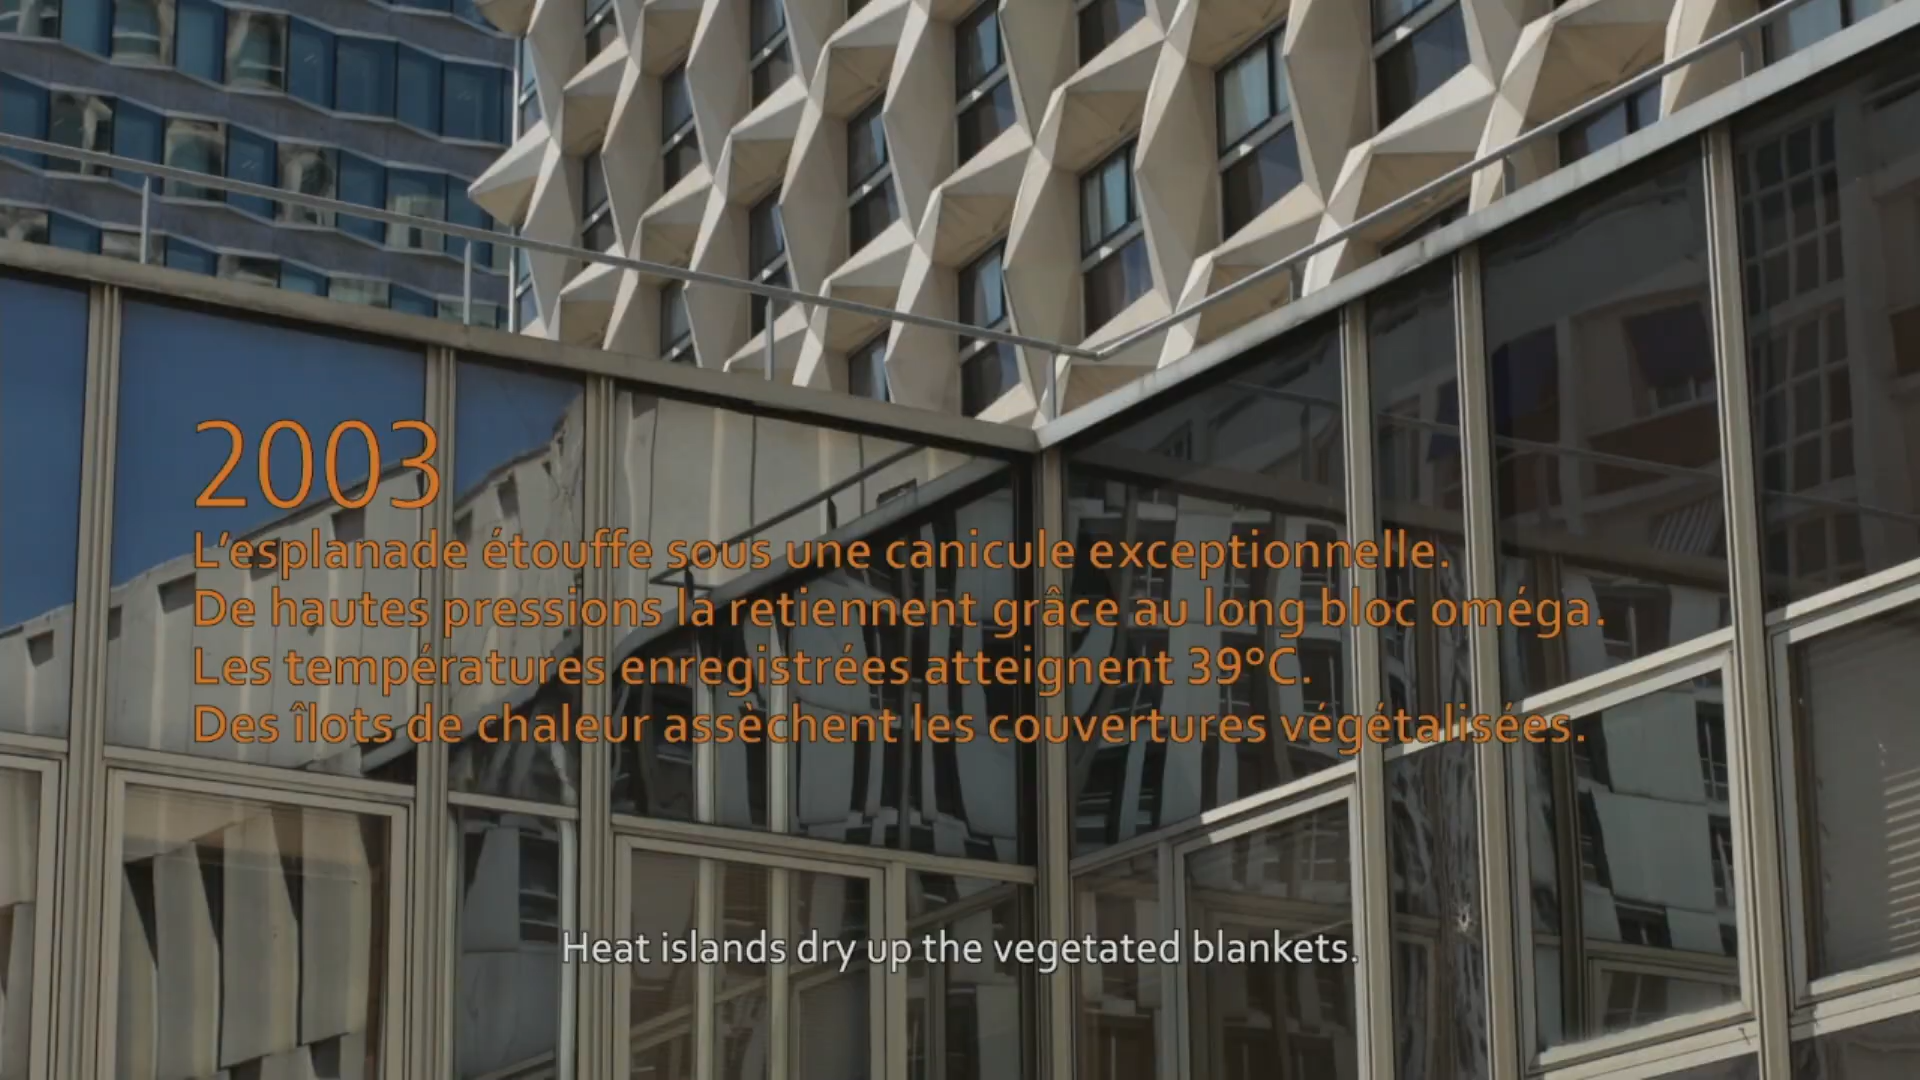 2003
L'esplanade étouffe sous une canicule exceptionnelle.
De hautes pressions la retiennent grâce au long bloc oméga.
Les températures enregistrées atteignent 39°C.
Des îlots de chaleur assèchent les couvertures végétalisées.
Heat islands dry up the vegetated blankets.